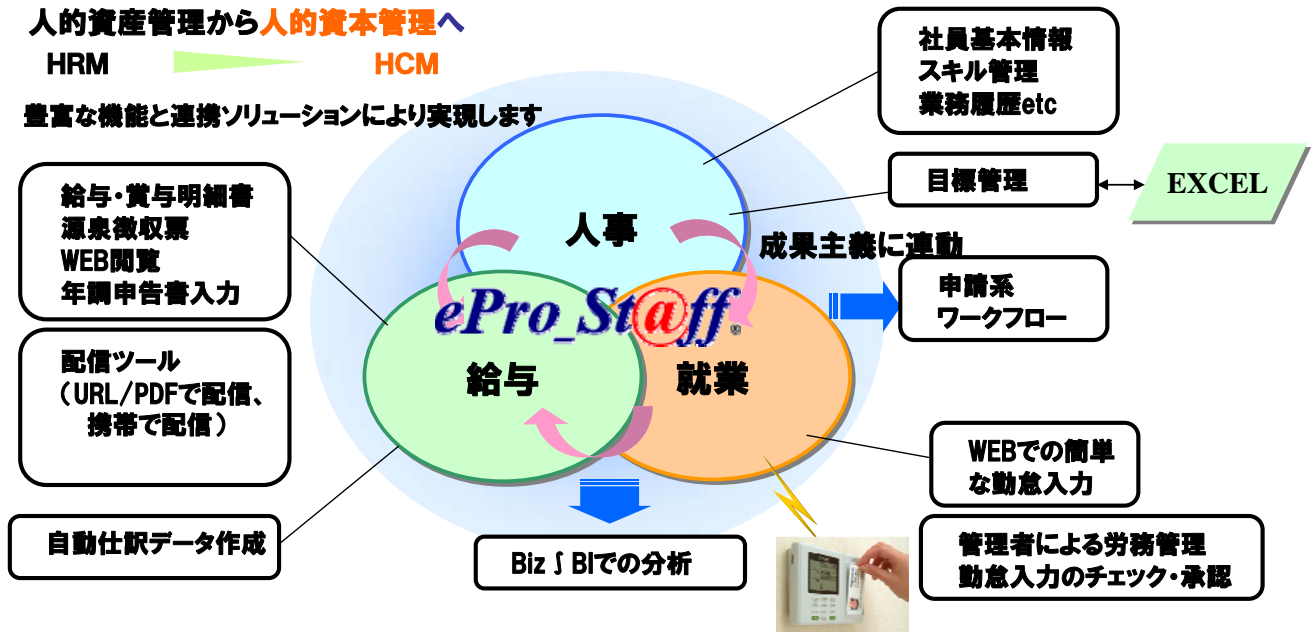 人的資産管理から人的資本管理へ
HRM
HCM
豊富な機能と連携ソリューションにより実現します
社員基本情報
スキル管理
業務履歴etc
目標管理
EXCEL
給与・賞与明細書
源泉徴収票
WEB閲覧
年調申告書入力
人事
成果主義に連動
申請系
ワークフロー
ePro_St@ff®
配信ツール
（URL/PDFで配信、
携帯で配信）
給与
就業
WEBでの簡単
な勤怠入力
自動仕訳データ作成
Biz∫BIでの分析
管理者による労務管理
勤怠入力のチェック・承認